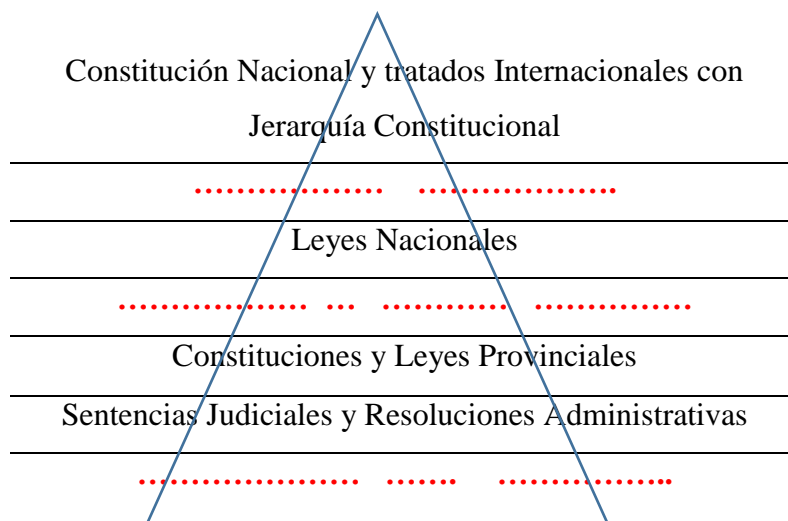 Constitución Nacional y tratados Internacionales con
Jerarquía Constitucional
.................. ...................
Leyes Nacionales
.................. ... ............ ...............
Constituciones y Leyes Provinciales
Sentencias Judiciales y Resoluciones Administrativas
..................... ....... .................